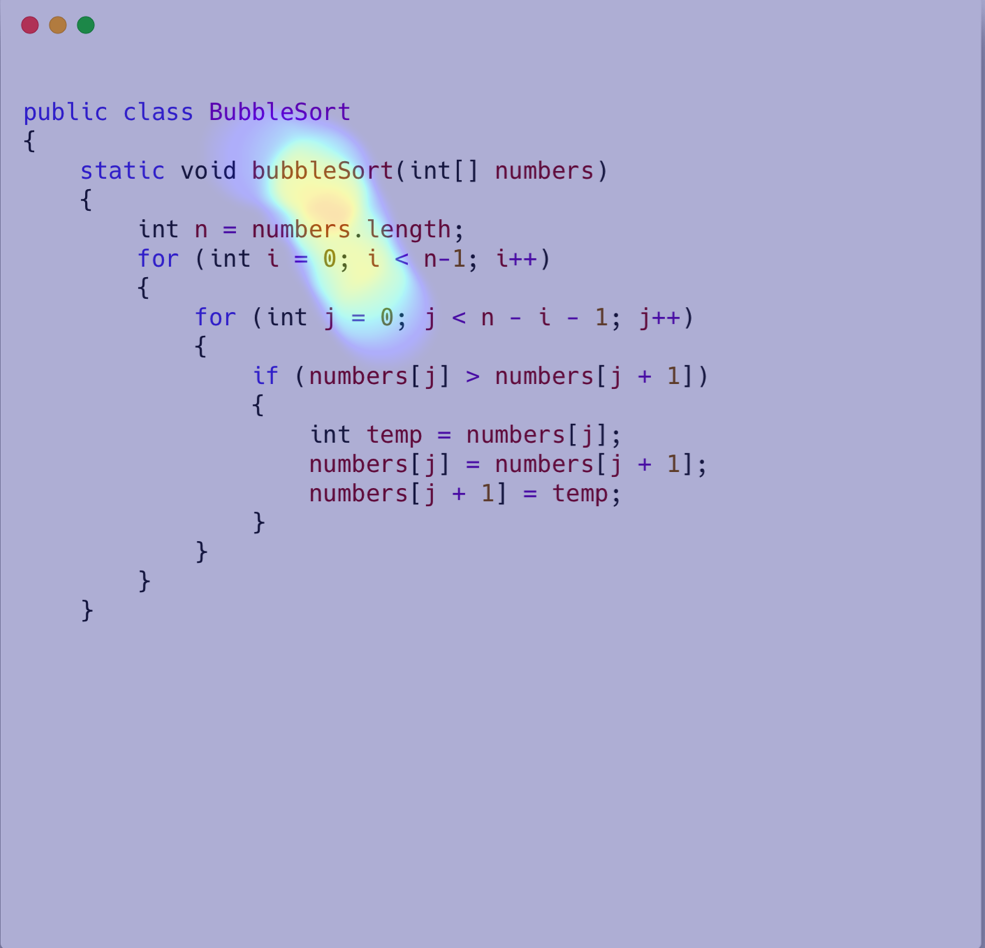 public class BubbleSort
{
    static void bubbleSort(int[] numbers)
    {
        int n = numbers.length;
        for (int i = 0; i < n-1; i++)
        {
            for (int j = 0; j < n - i - 1; j++)
            {
                if (numbers[j] > numbers[j + 1])
                {
                    int temp = numbers[j];
                    numbers[j] = numbers[j + 1];
                    numbers[j + 1] = temp;
                }
            }
        }
    }